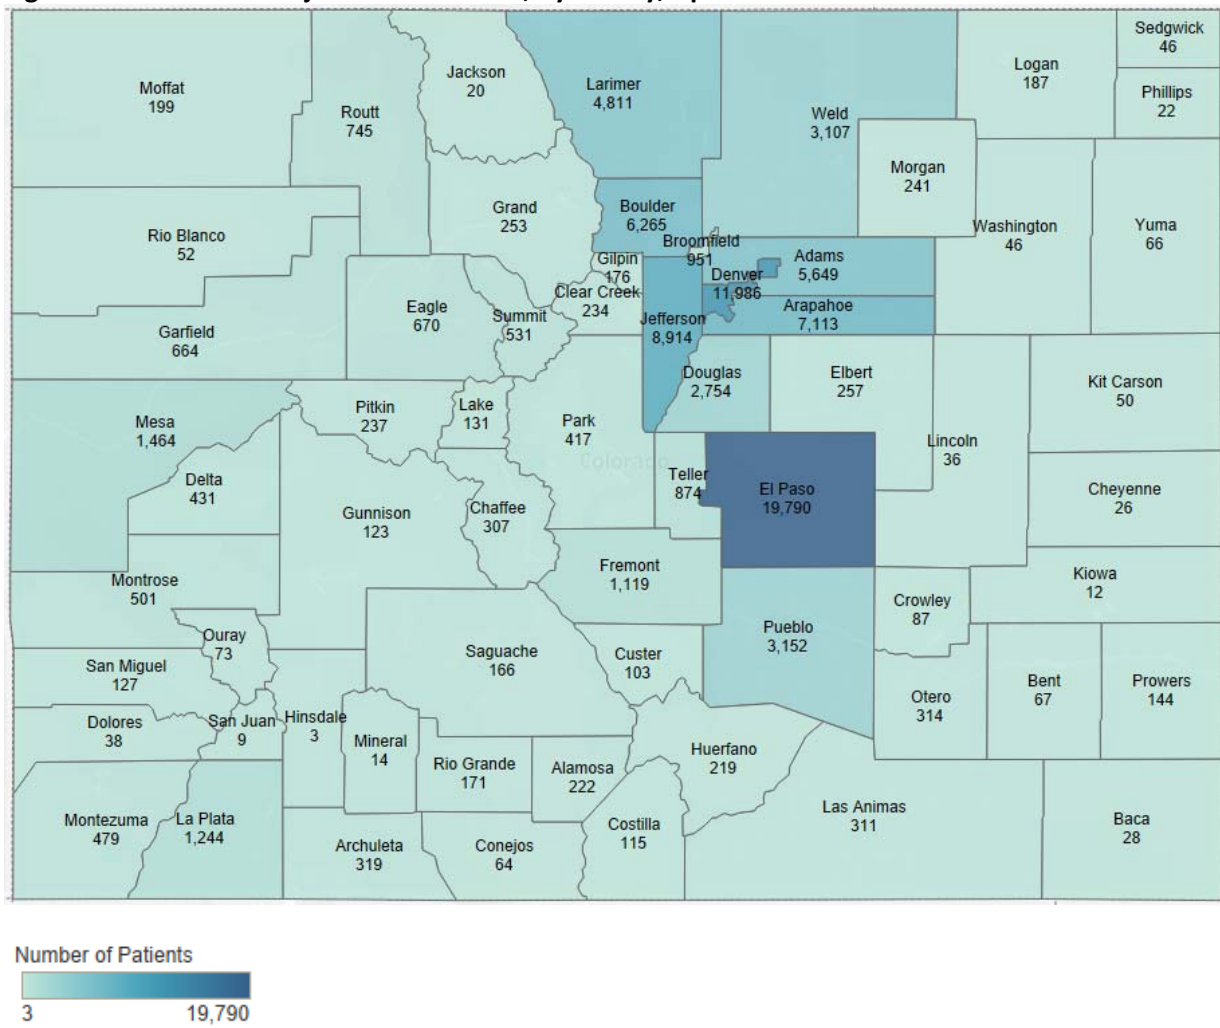 Sedgwick
46
Jackson
20
Larimer
4,811
Logan
187
Moffat
199
Phillips
22
Routt
745
Weld
3,107
Morgan
241
Grand
253
Boulder
6,265
Washington
46
Yuma
66
Rio Blanco
52
Broomfield
951
Gilpin
176
Adams
5,649
Denver
11,986
Clear Creek
234
Eagle
670
Summit
531
Arapahoe
7,113
Garfield
664
Jefferson
8,914
Douglas
2,754
Elbert
257
Kit Carson
50
Mesa
1,464
Pitkin
237
Lake
131
Park
417
Lincoln
36
Colorado
Delta
431
Teller
874
El Paso
19,790
Cheyenne
26
Gunnison
123
Chaffee
307
Fremont
1,119
Montrose
501
Kiowa
12
Crowley
87
Ouray
73
Saguache
166
Custer
103
Pueblo
3,152
San Miguel
127
Otero
314
Bent
67
Prowers
144
Dolores
38
San Juan
9
Hinsdale
3
Mineral
14
Rio Grande
171
Alamosa
222
Huerfano
219
Montezuma
479
La Plata
1,244
Archuleta
319
Conejos
64
Costilla
115
Las Animas
311
Baca
28
Number of Patients
3 19,790